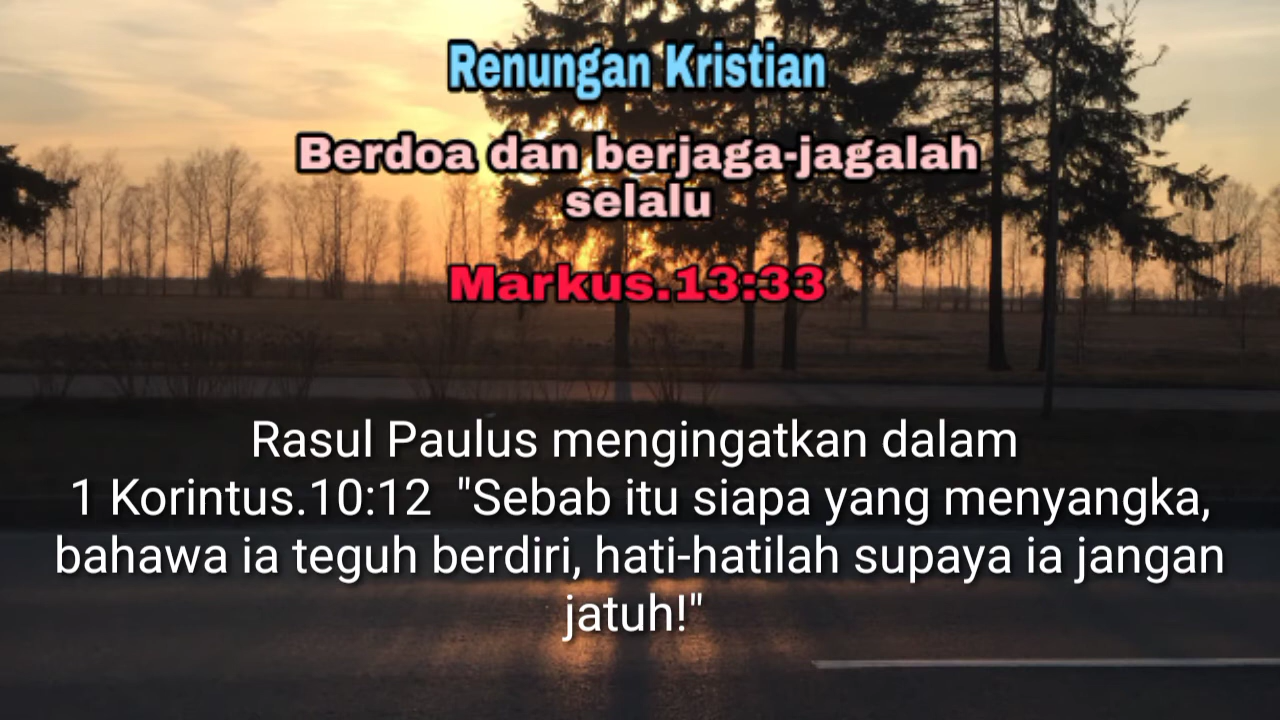 Renungan Kristian
Berdoa dan berjaga-jagalah
selalu
Markus.13:33
Rasul Paulus mengingatkan dalam
1 Korintus.10:12  "Sebab itu siapa yang menyangka,
bahawa ia teguh berdiri, hati-hatilah supaya ia jangan
jatuh!"